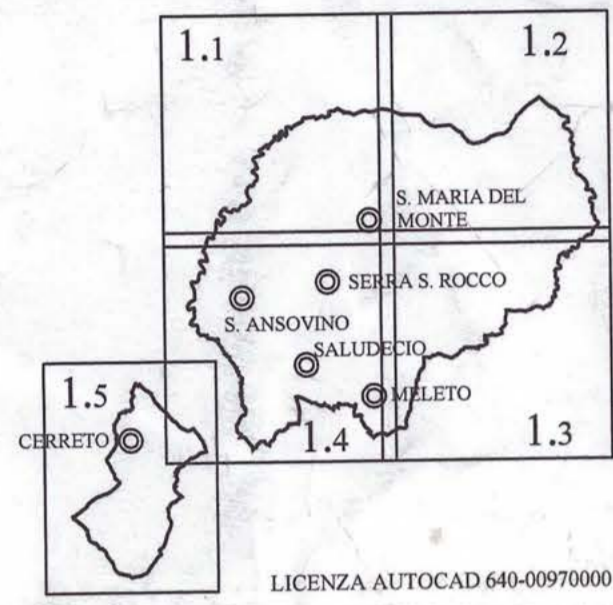 1.1
1.2
S. MARIA DEL
MONTE
SERRA S. ROCCO
S. ANSOVINO
SALUDECIO
1.5
MELETO
CERRETO
1.4
1.3
LICENZA AUTOCAD 640-00970000